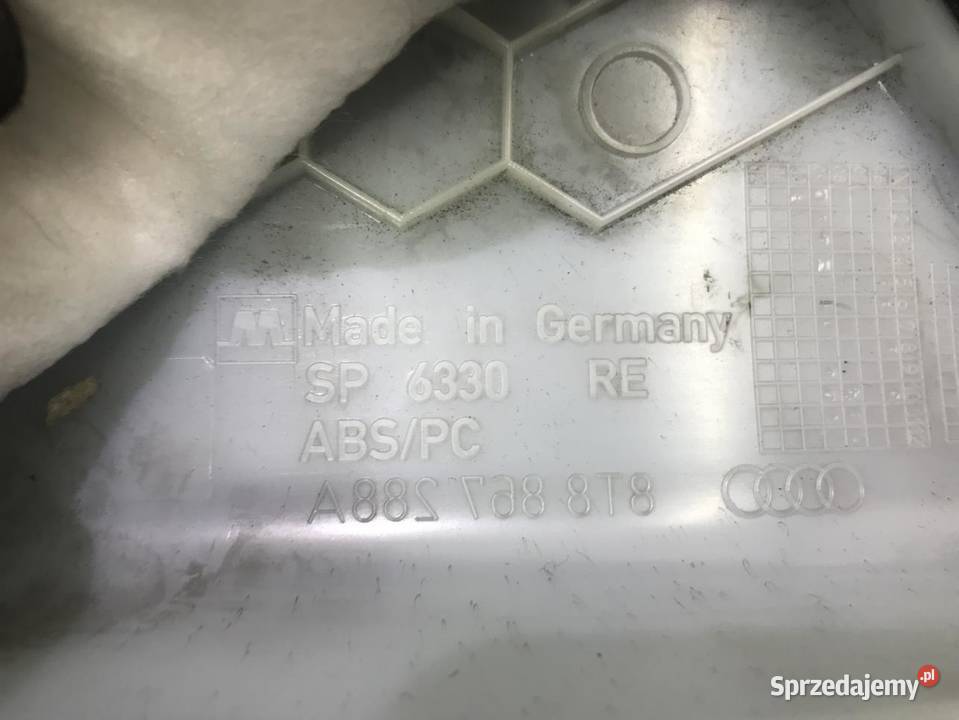 Made in Germany
SP 6330 RE
ABS/PC
8T8 867 288A
Sprzedajemy.pl